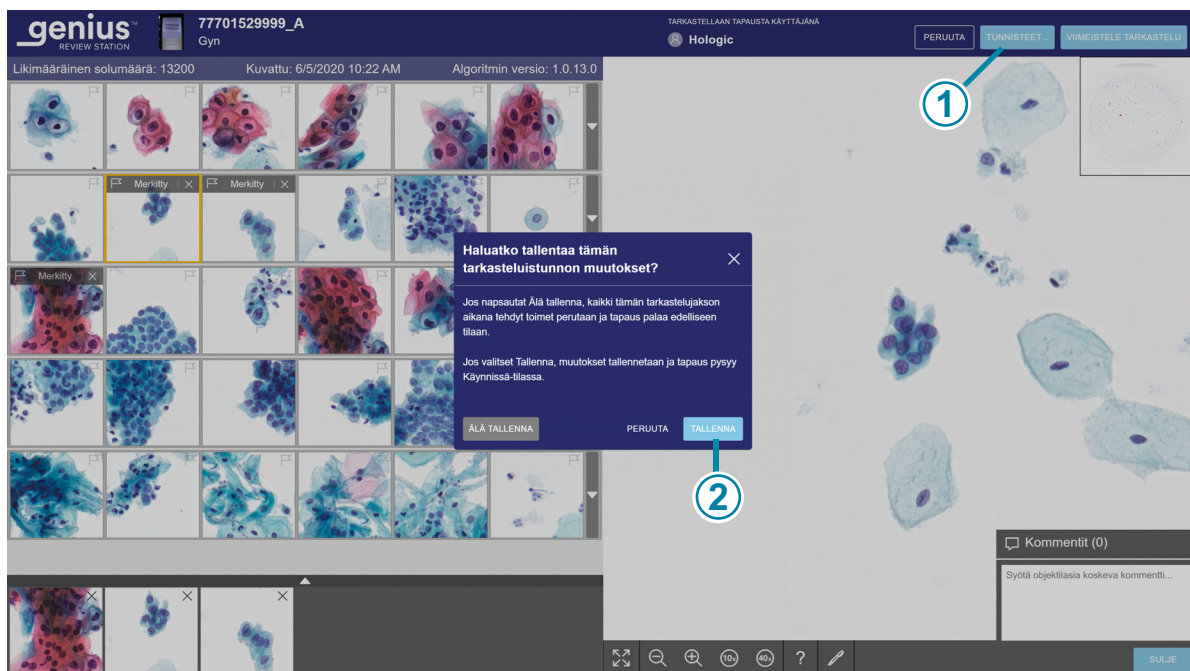 genius™
REVIEW STATION
77701529999_A
Gyn
TARKASTELLAAN TAPAUSTA KÄYTTÄJÄNÄ
Hologic
PERUUTA
TUNNISTEET...
VIIMEISTELE TARKASTELU
Likimääräinen solumäärä: 13200
Kuvattu: 6/5/2020 10:22 AM
Algoritmin versio: 1.0.13.0
1
Merkitty
Merkitty
Merkitty
Haluatko tallentaa tämän
tarkasteluistunnon muutokset?
Jos napsautat Älä tallenna, kaikki tämän tarkastelujakson
aikana tehdyt toimet perutaan ja tapaus palaa edelliseen
tilaan.
Jos valitset Tallenna, muutokset tallennetaan ja tapaus pysyy
Käynnissä-tilassa.
ÄLÄ TALLENNA
PERUUTA
TALLENNA
2
Kommentit (0)
Syötä objektilasia koskeva kommentti...
10x
40x
?
SULJE